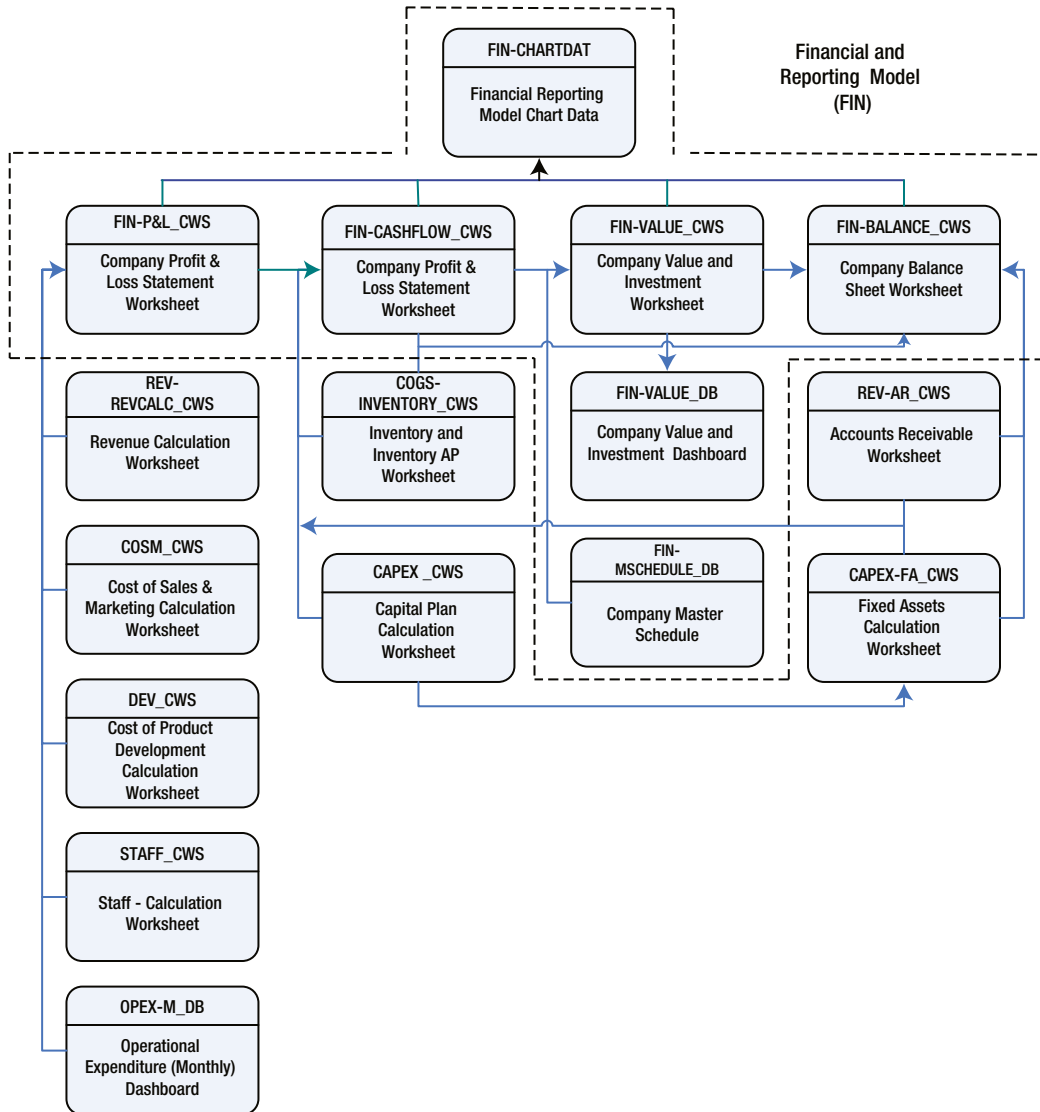 FIN-CHARTDAT
Financial Reporting
Model Chart Data
Financial and
Reporting Model
(FIN)
FIN-P&L_CWS
Company Profit &
Loss Statement
Worksheet
FIN-CASHFLOW_CWS
Company Profit &
Loss Statement
Worksheet
FIN-VALUE_CWS
Company Value and
Investment
Worksheet
FIN-BALANCE_CWS
Company Balance
Sheet Worksheet
REV-
REVCALC_CWS
Revenue Calculation
Worksheet
COGS-
INVENTORY_CWS
Inventory and
Inventory AP
Worksheet
FIN-VALUE_DB
Company Value and
Investment Dashboard
REV-AR_CWS
Accounts Receivable
Worksheet
COSM_CWS
Cost of Sales &
Marketing Calculation
Worksheet
CAPEX _CWS
Capital Plan
Calculation
Worksheet
FIN-
MSCHEDULE_DB
Company Master
Schedule
CAPEX-FA_CWS
Fixed Assets
Calculation
Worksheet
DEV_CWS
Cost of Product
Development
Calculation
Worksheet
STAFF_CWS
Staff - Calculation
Worksheet
OPEX-M_DB
Operational
Expenditure (Monthly)
Dashboard